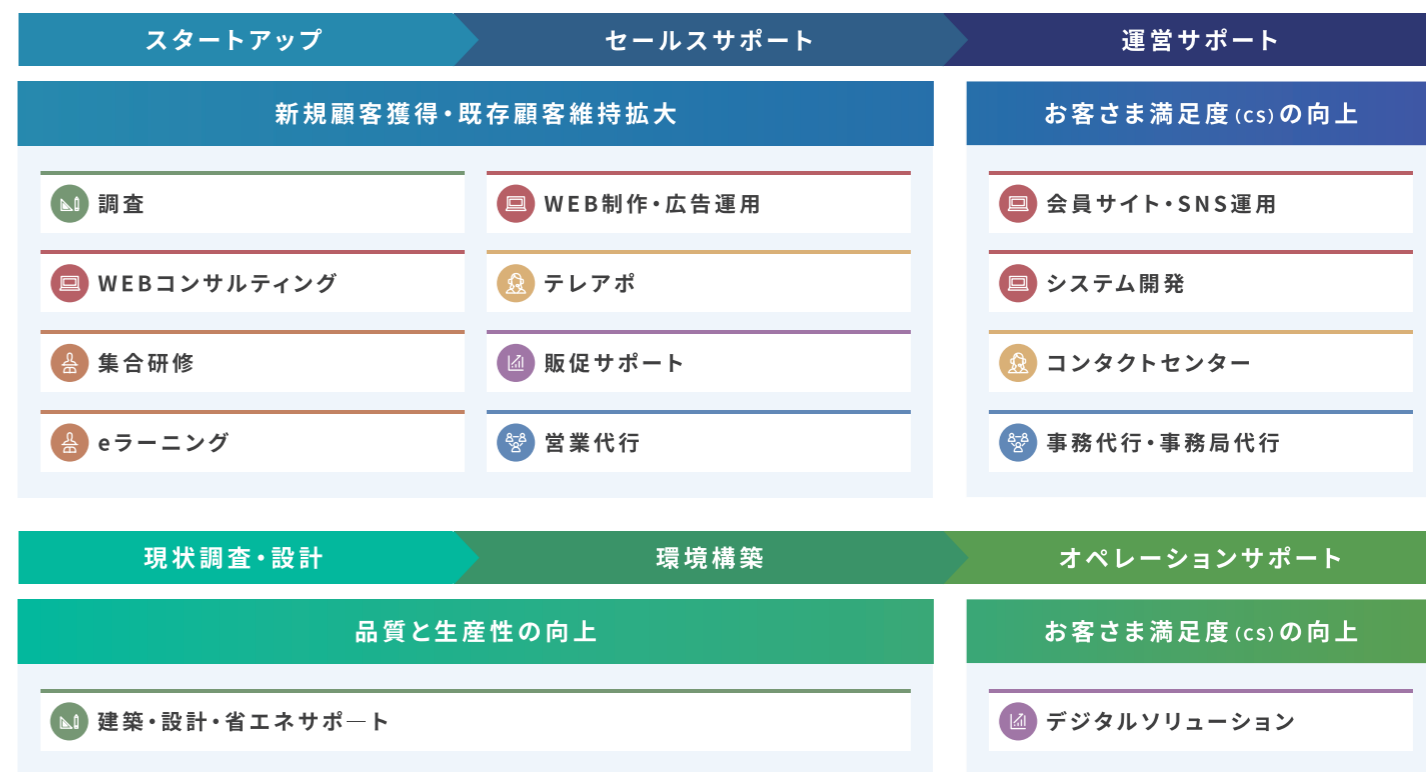 スタートアップ
セールスサポート
運営サポート
新規顧客獲得・既存顧客維持拡大
お客さま満足度(CS)の向上
調査
WEB制作・広告運用
会員サイト・SNS運用
WEBコンサルティング
テレアポ
システム開発
集合研修
販促サポート
コンタクトセンター
eラーニング
営業代行
事務代行・事務局代行
現状調査・設計
環境構築
オペレーションサポート
品質と生産性の向上
お客さま満足度(CS)の向上
建築・設計・省エネサポ―ト
デジタルソリューション